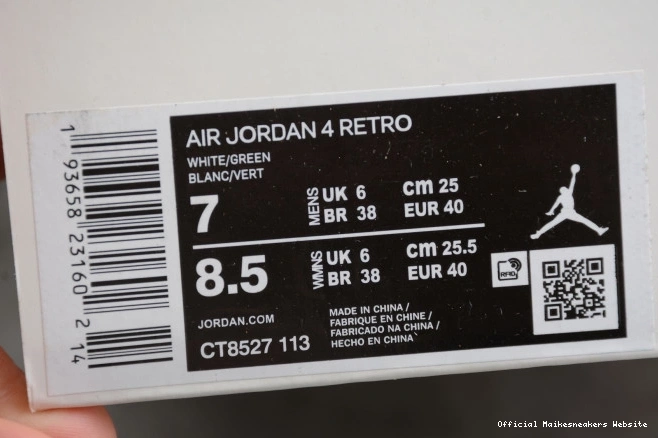 1 93658 23160 2 14
AIR JORDAN 4 RETRO
WHITE/GREEN
BLANC/VERT
7
MENS
UK 6
cm 25
BR 38
EUR 40
8.5
WMNS
UK 6
cm 25.5
BR 38
EUR 40
RFID
JORDAN.COM
CT8527 113
MADE IN CHINA /
FABRIQUE EN CHINE /
FABRICADO NA CHINA /
HECHO EN CHINA
Official Maikesneakers Website